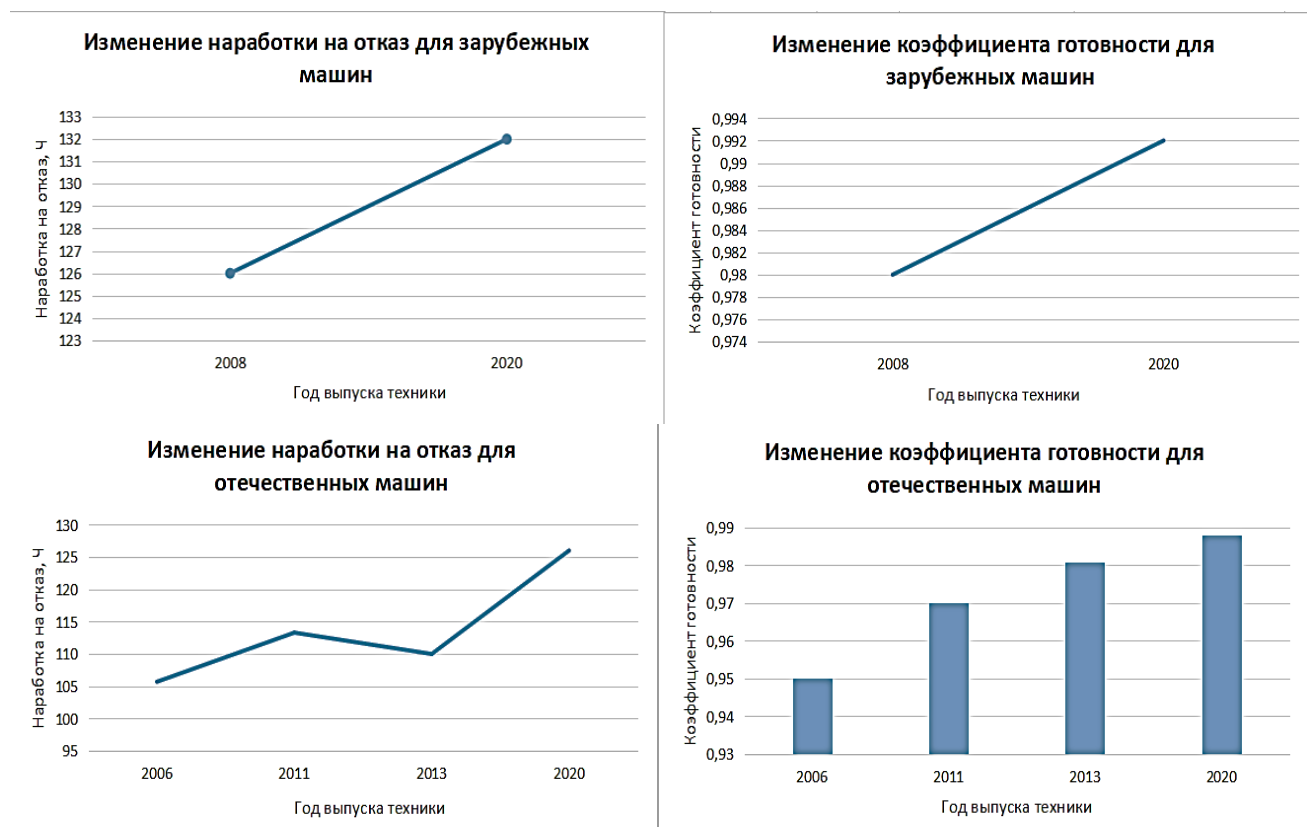 Изменение наработки на отказ для зарубежных
машин
Наработка на отказ, Ч
133
132
131
130
129
128
127
126
125
124
123
2008 2020
Год выпуска техники
Изменение коэффициента готовности для
зарубежных машин
Коэффициент готовности
0,994
0,992
0,99
0,988
0,986
0,984
0,982
0,98
0,978
0,976
0,974
2008 2020
Год выпуска техники
Изменение наработки на отказ для
отечественных машин
Наработка на отказ, Ч
130
125
120
115
110
105
100
95
2006 2011 2013 2020
Год выпуска техники
Изменение коэффициента готовности для
отечественных машин
Коэффициент готовности
0,99
0,98
0,97
0,96
0,95
0,94
0,93
2006 2011 2013 2020
Год выпуска техники